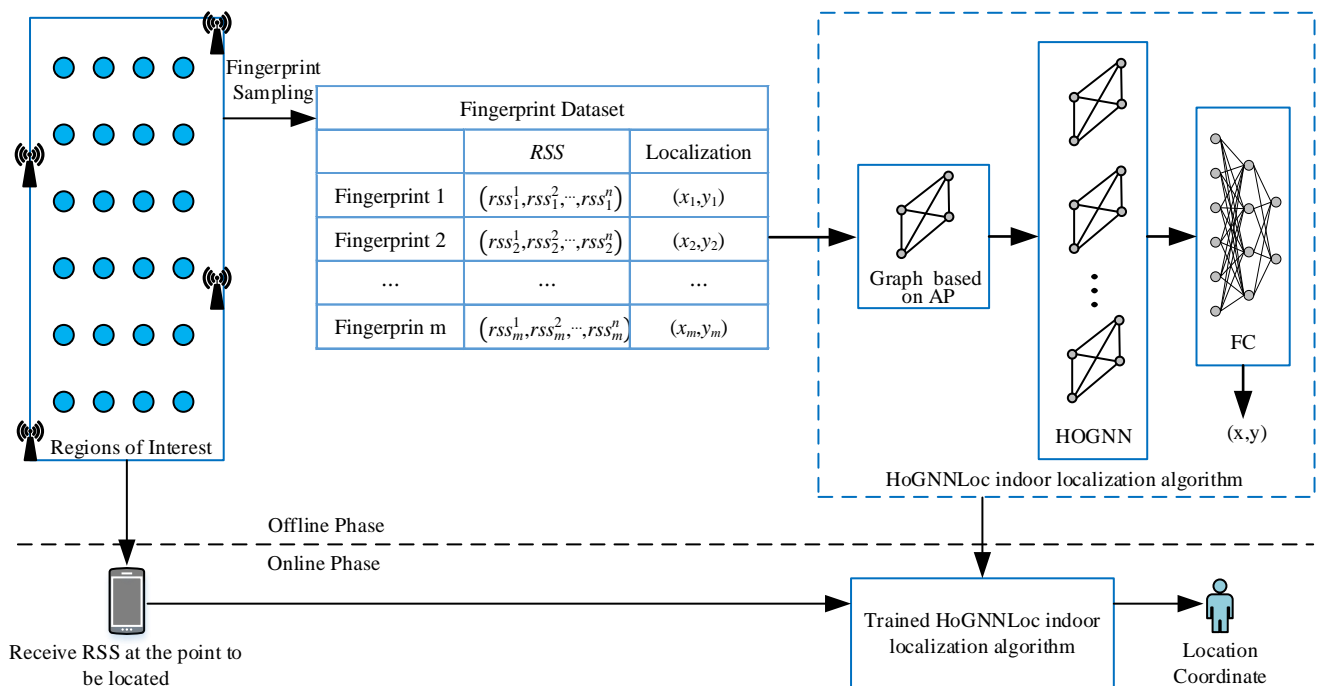 Fingerprint
Sampling
Regions of Interest
Fingerprint Dataset
RSS Localization
Fingerprint 1 (rss₁¹,rss₁²,···,rss₁ⁿ) (x₁,y₁)
Fingerprint 2 (rss₂¹,rss₂²,···,rss₂ⁿ) (x₂,y₂)
... ... ...
Fingerprin m (rssₘ¹,rssₘ²,···,rssₘⁿ) (xₘ,yₘ)
Graph based
on AP
HOGNN
FC
(x,y)
HoGNNLoc indoor localization algorithm
Offline Phase
Online Phase
Receive RSS at the point to
be located
Trained HoGNNLoc indoor
localization algorithm
Location
Coordinate